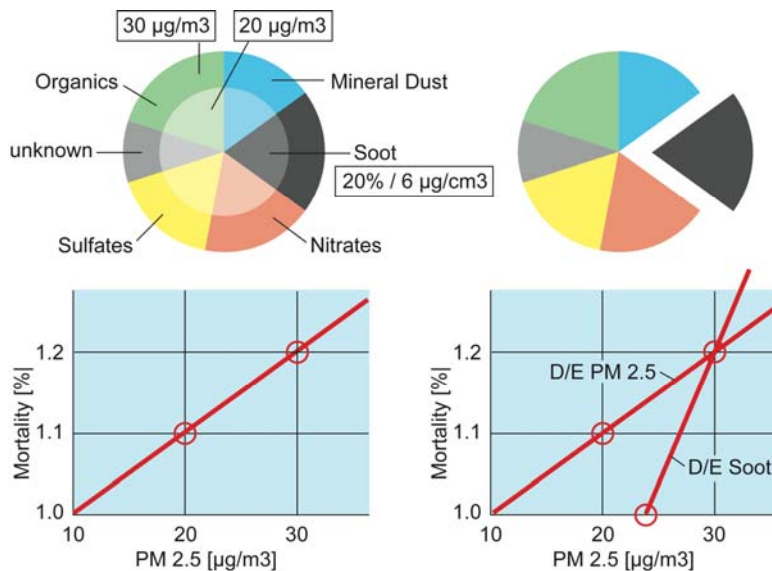 30 µg/m3
20 µg/m3
Organics
Mineral Dust
unknown
Soot
20% / 6 µg/cm3
Sulfates
Nitrates
Mortality [%|
1.2
1.1
1.0
10
20
30
PM 2.5 [µg/m3]
Mortality [%|
1.2
1.1
1.0
D/E PM 2.5
D/E Soot
10
20
30
PM 2.5 [µg/m3]